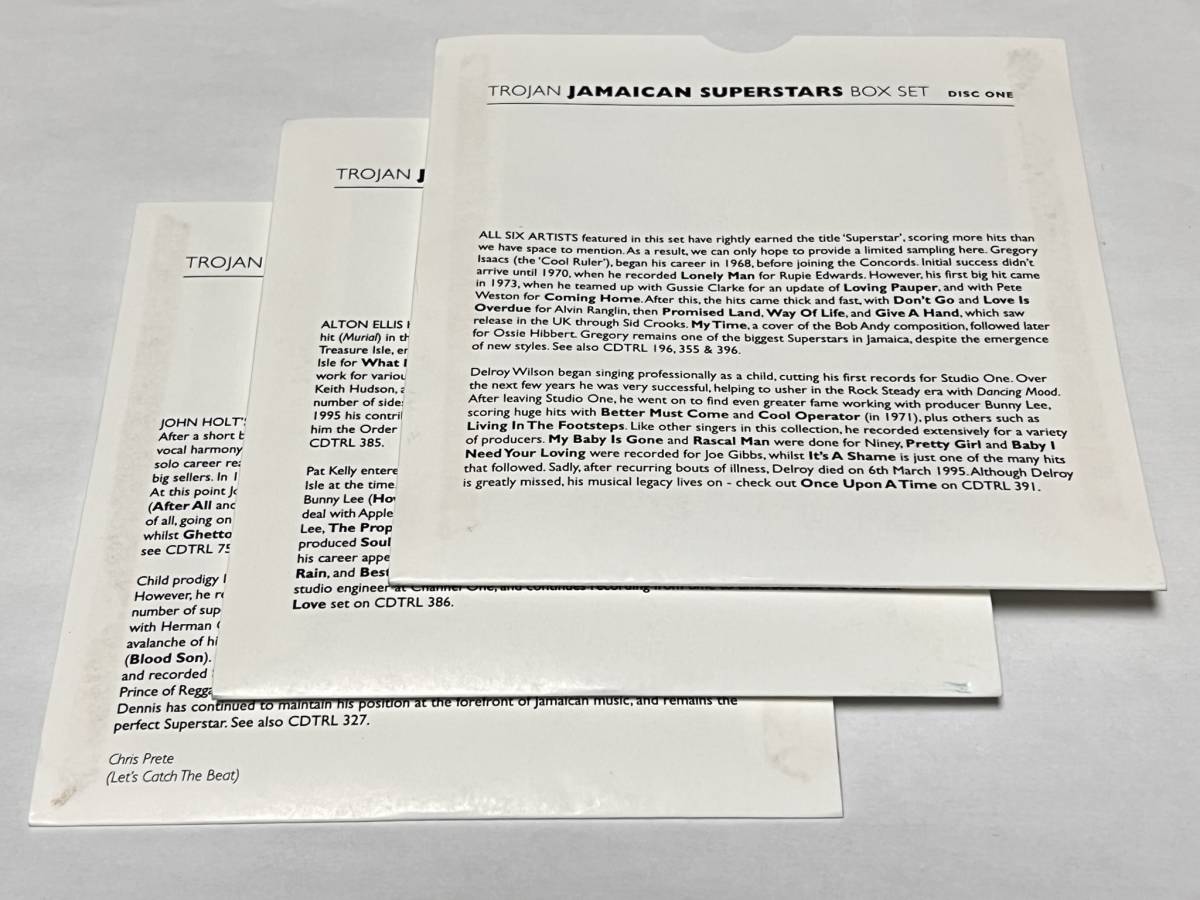 TROJAN JAMAICAN SUPERSTARS BOX SET DISC ONE
ALL SIX ARTISTS featured in this set have rightly earned the title 'Superstar', scoring more hits than
we have space to mention. As a result, we can only hope to provide a limited sampling here. Gregory
Isaacs (the 'Cool Ruler'), began his career in 1968, before joining the Concords. Initial success didn't
arrive until 1970, when he recorded Lonely Man for Rupie Edwards. However, his first big hit came
in 1973, when he teamed up with Gussie Clarke for an update of Loving Pauper, and with Pete
Weston for Coming Home. After this, the hits came thick and fast, with Don't Go and Love Is
Overdue for Alvin Ranglin, then Promised Land, Way Of Life, and Give A Hand, which saw
release in the UK through Sid Crooks. My Time, a cover of the Bob Andy composition, followed later
for Ossie Hibbert. Gregory remains one of the biggest Superstars in Jamaica, despite the emergence
of new styles. See also CDTRL 196, 355 & 396.
Delroy Wilson began singing professionally as a child, cutting his first records for Studio One. Over
the next few years he was very successful, helping to usher in the Rock Steady era with Dancing Mood.
After leaving Studio One, he went on to find even greater fame working with producer Bunny Lee,
scoring huge hits with Better Must Come and Cool Operator (in 1971), plus others such as
Living In The Footsteps. Like other singers in this collection, he recorded extensively for a variety
of producers. My Baby Is Gone and Rascal Man were done for Niney, Pretty Girl and Baby I
Need Your Loving were recorded for Joe Gibbs, whilst It's A Shame is just one of the many hits
that followed. Sadly, after recurring bouts of illness, Delroy died on 6th March 1995. Although Delroy
is greatly missed, his musical legacy lives on - check out Once Upon A Time on CDTRL 391.
TROJAN
ALTON ELLIS
hit (Murial) in
Treasure Isle,
Isle for What
work for
Keith Hudson,
number of
1995 his
him the Order
CDTRL 385.
Pat Kelly
Isle at the time
Bunny Lee
deal with Apple
Lee, The
produced Soul
his career
Rain, and
studio engineer at Channel One, and continues recording from time to
Love set on CDTRL 386.
TROJAN
JOHN HOLT'S
After a short
vocal harmony
solo career
big sellers. In
At this point
(After All and
of all, going on
whilst Ghetto
see CDTRL
Child prodigy
However, he
number of
with Herman
avalanche of
(Blood Son).
and recorded
Prince of
Dennis has continued to maintain his position at the forefront of Jamaican music, and remains the
perfect Superstar. See also CDTRL 327.
Chris Prete
(Let's Catch The Beat)